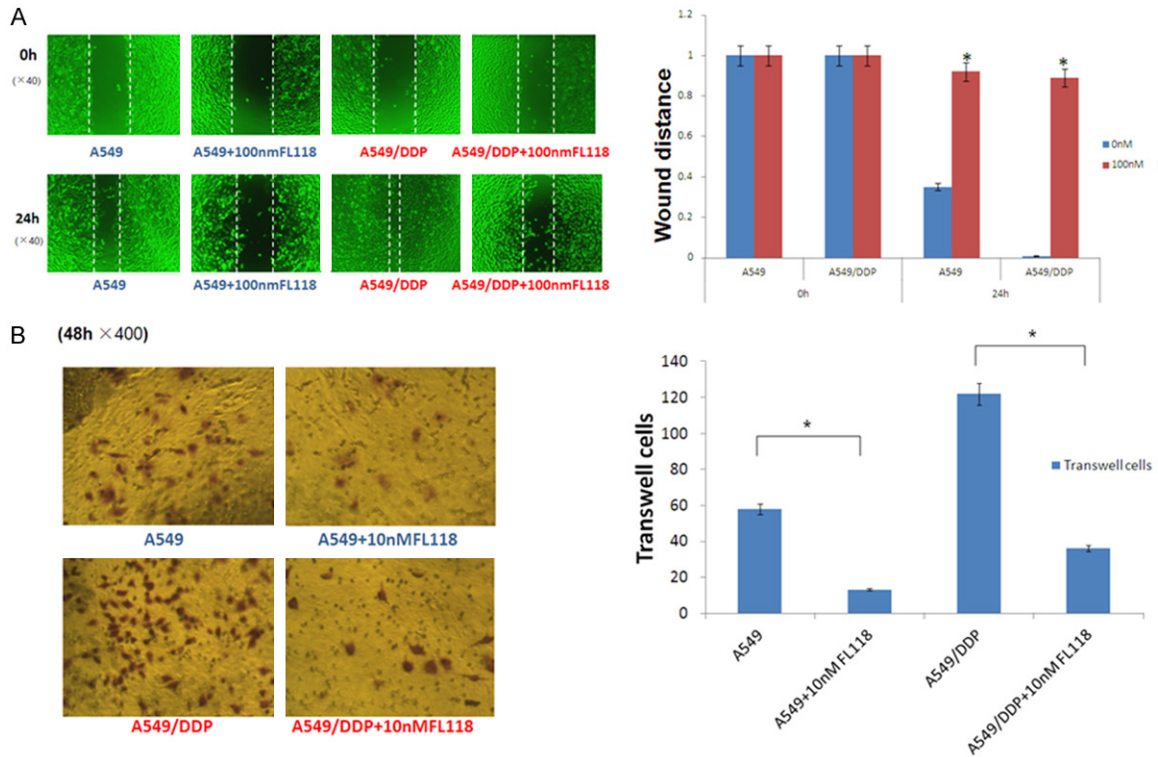 A
0h
(×40)
A549 A549+100nmFL118 A549/DDP A549/DDP+100nmFL118
24h
(×40)
A549 A549+100nmFL118 A549/DDP A549/DDP+100nmFL118
Wound distance
1.2
1
0.8
0.6
0.4
0.2
0
* *
0nM
100nM
A549 A549/DDP A549 A549/DDP
0h 24h
B (48h ×400)
A549 A549+10nMFL118
A549/DDP A549/DDP+10nMFL118
Transwell cells
140
120
100
80
60
40
20
0
* *
Transwell cells
A549
A549+10nM FL118
A549/DDP
A549/DDP+10nM FL118